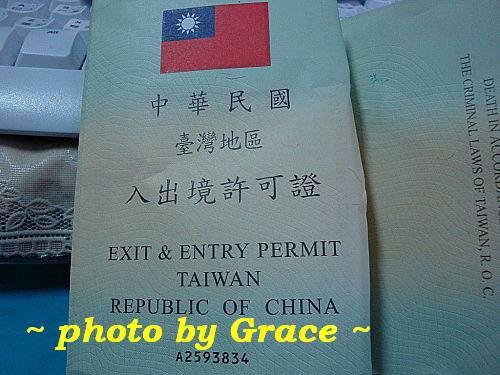 中華民國
臺灣地區
入出境許可證
EXIT & ENTRY PERMIT
TAIWAN
REPUBLIC OF CHINA
~ photo by Grace ~
A2593834
DEATH IN
THE CRIMINAL LAWS OF TAIWAN, R. O. C.